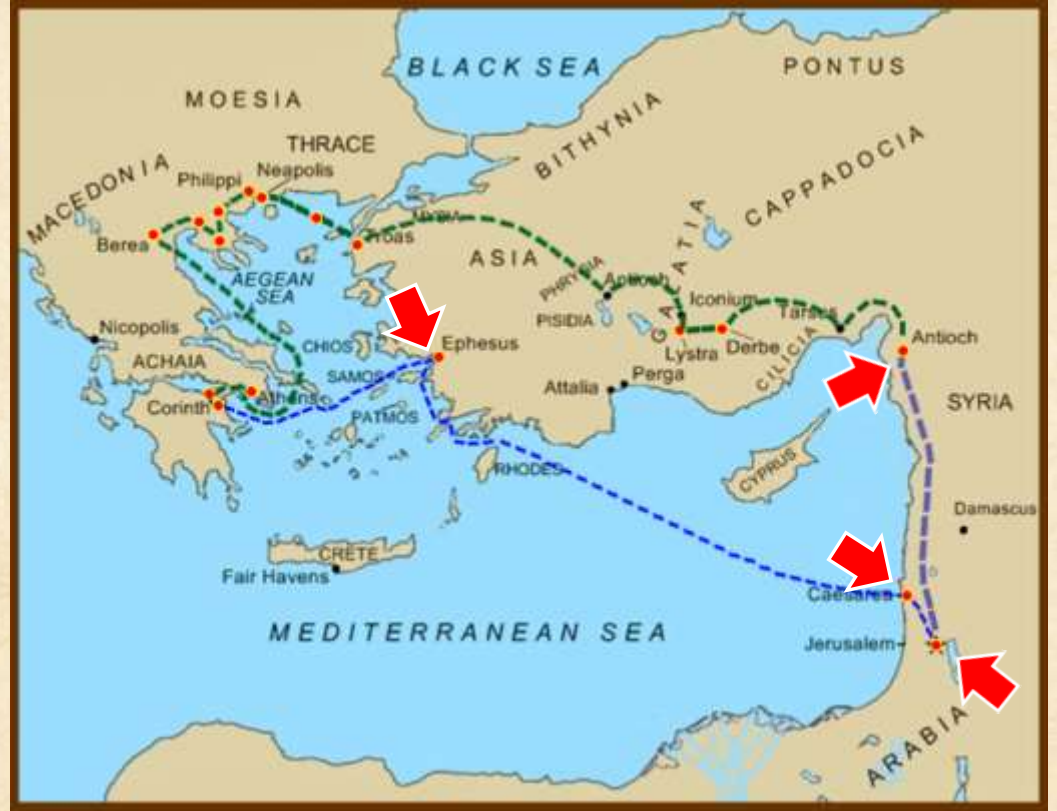 BLACK SEA
PONTUS
MOESIA
BITHYNIA
THRACE
CAPPADOCIA
MACEDONIA
Philippi
Neapolis
MYSIA
Troas
Berea
ASIA
GALATIA
PHRYGIA
Antioch
AEGEAN
SEA
Iconium
Tarsus
PISIDIA
Nicopolis
CHIOS
Ephesus
Lystra
Derbe
CILICIA
Antioch
ACHAIA
SAMOS
Attalia
Perga
Athens
Corinth
PATMOS
SYRIA
RHODES
CYPRUS
Damascus
CRETE
Fair Havens
Caesarea
MEDITERRANEAN SEA
Jerusalem
ARABIA